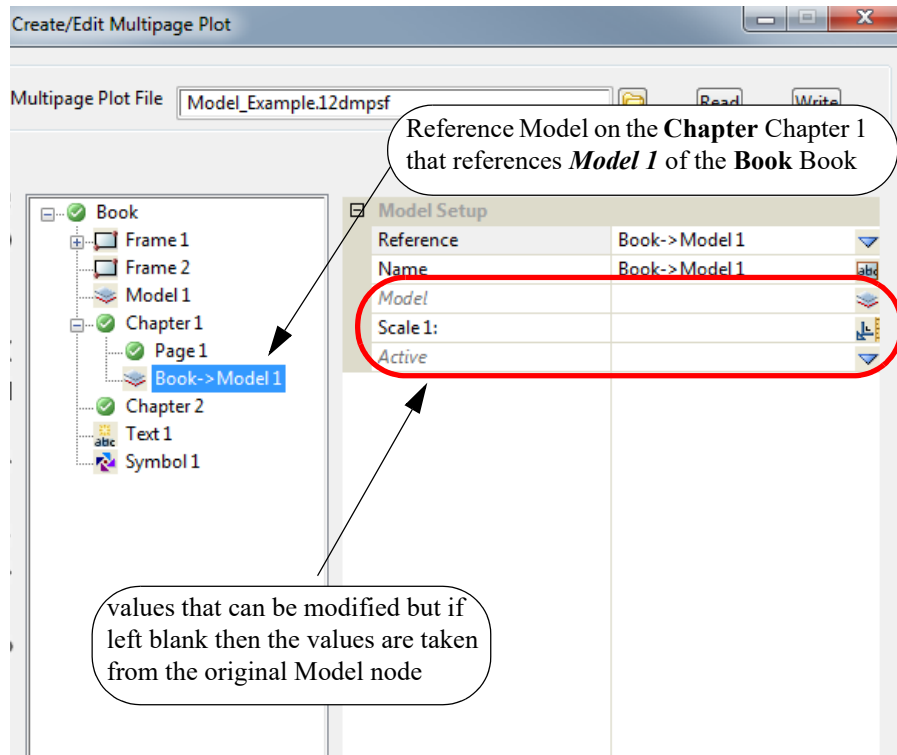 Create/Edit Multipage Plot
Multipage Plot File
Model_Example.12dmpsf
Read
Write
Reference Model on the Chapter Chapter 1
that references Model 1 of the Book Book
Book
Frame 1
Frame 2
Model 1
Chapter 1
Page 1
Book->Model 1
Chapter 2
abc
Text 1
Symbol 1
Model Setup
Reference
Book->Model 1
Name
Book->Model 1
abc
Model
Scale 1:
Active
values that can be modified but if
left blank then the values are taken
from the original Model node